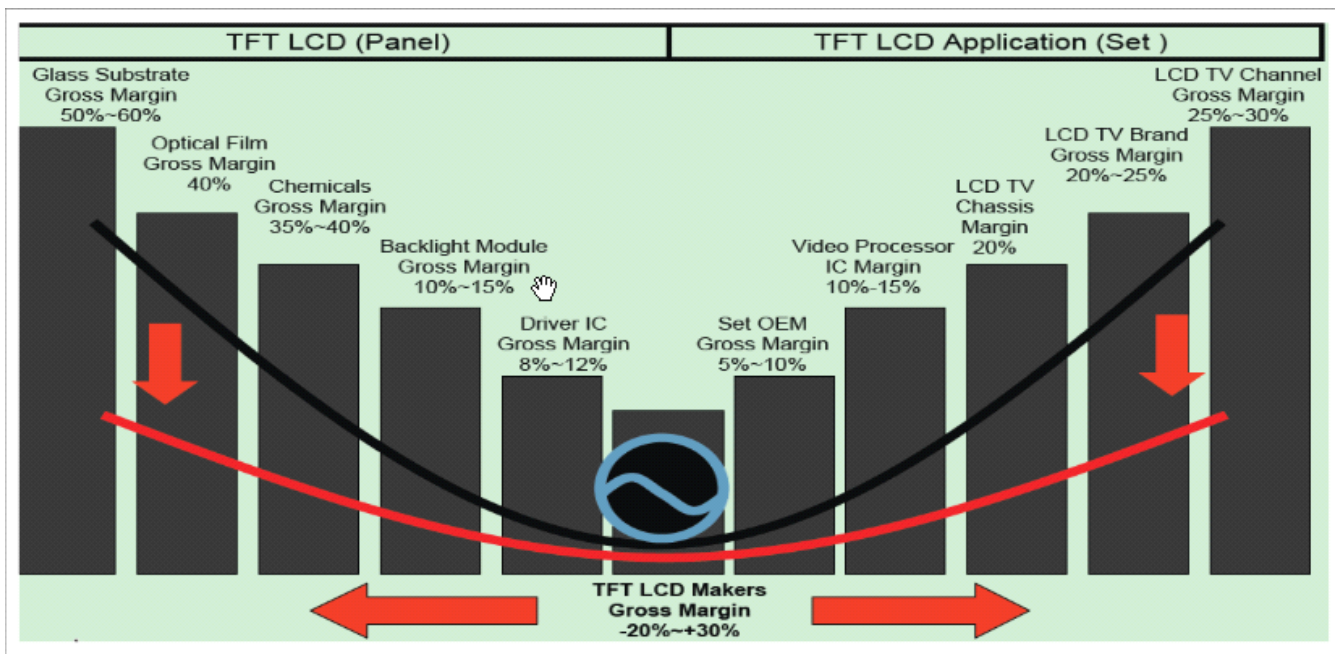 TFT LCD (Panel)
TFT LCD Application (Set )
Glass Substrate
Gross Margin
50%~60%
Optical Film
Gross Margin
40%
Chemicals
Gross Margin
35%~40%
Backlight Module
Gross Margin
10%~15%
Driver IC
Gross Margin
8%~12%
TFT LCD Makers
Gross Margin
-20%~+30%
Set OEM
Gross Margin
5%~10%
Video Processor
IC Margin
10%-15%
LCD TV
Chassis
Margin
20%
LCD TV Brand
Gross Margin
20%~25%
LCD TV Channel
Gross Margin
25%~30%